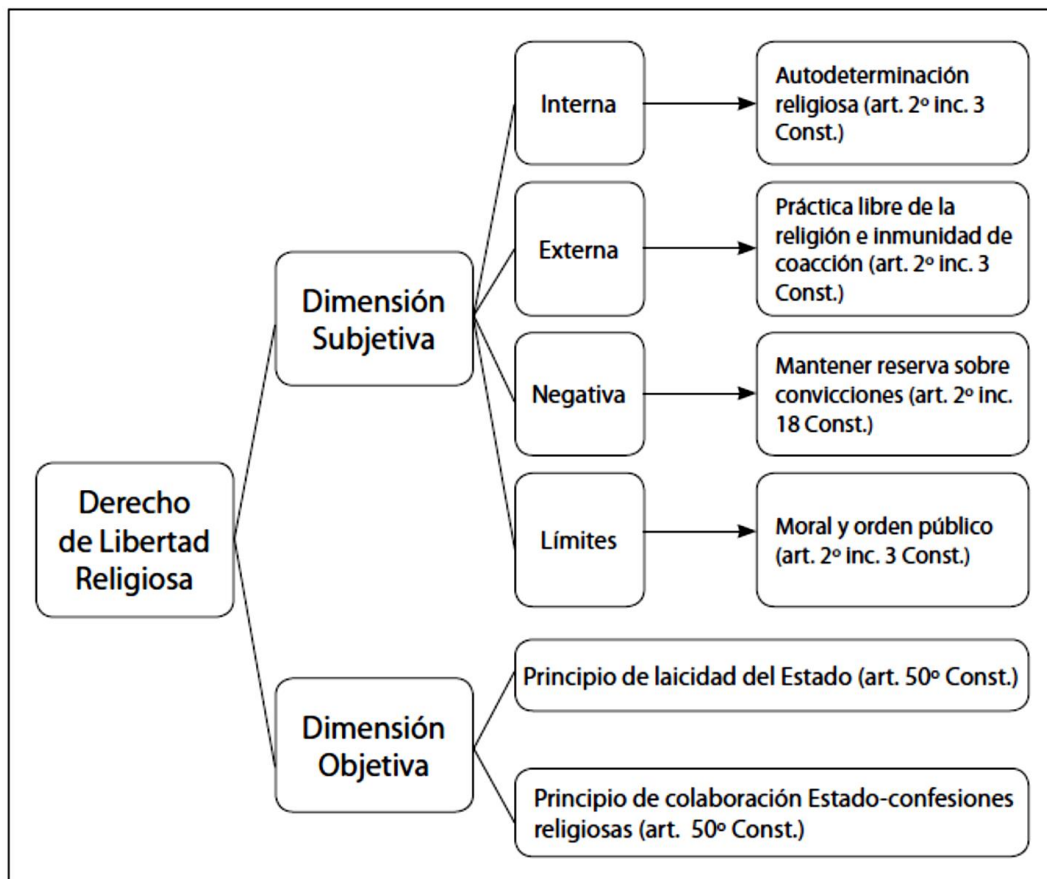 Derecho
de Libertad
Religiosa
Dimensión
Subjetiva
Interna
Autodeterminación
religiosa (art. 2º inc. 3
Const.)
Externa
Práctica libre de la
religión e inmunidad de
coacción (art. 2º inc. 3
Const.)
Negativa
Mantener reserva sobre
convicciones (art. 2º inc.
18 Const.)
Límites
Moral y orden público
(art. 2º inc. 3 Const.)
Dimensión
Objetiva
Principio de laicidad del Estado (art. 50º Const.)
Principio de colaboración Estado-confesiones
religiosas (art. 50º Const.)